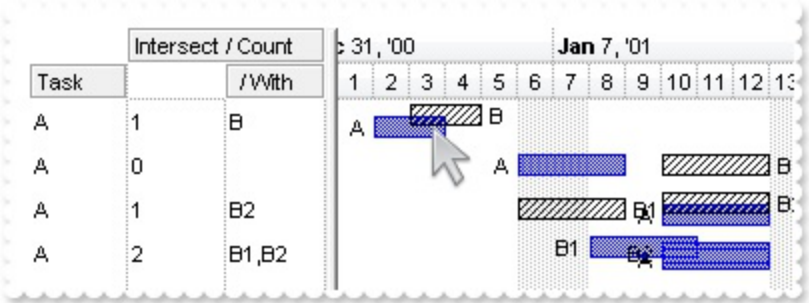 Intersect / Count
c 31, '00
Jan 7, '01
Task
/ With
1 2 3 4 5 6 7 8 9 10 11 12 13
A 1 B
A B
A 0
A B
A 1 B2
B1
A 2 B1,B2
B1